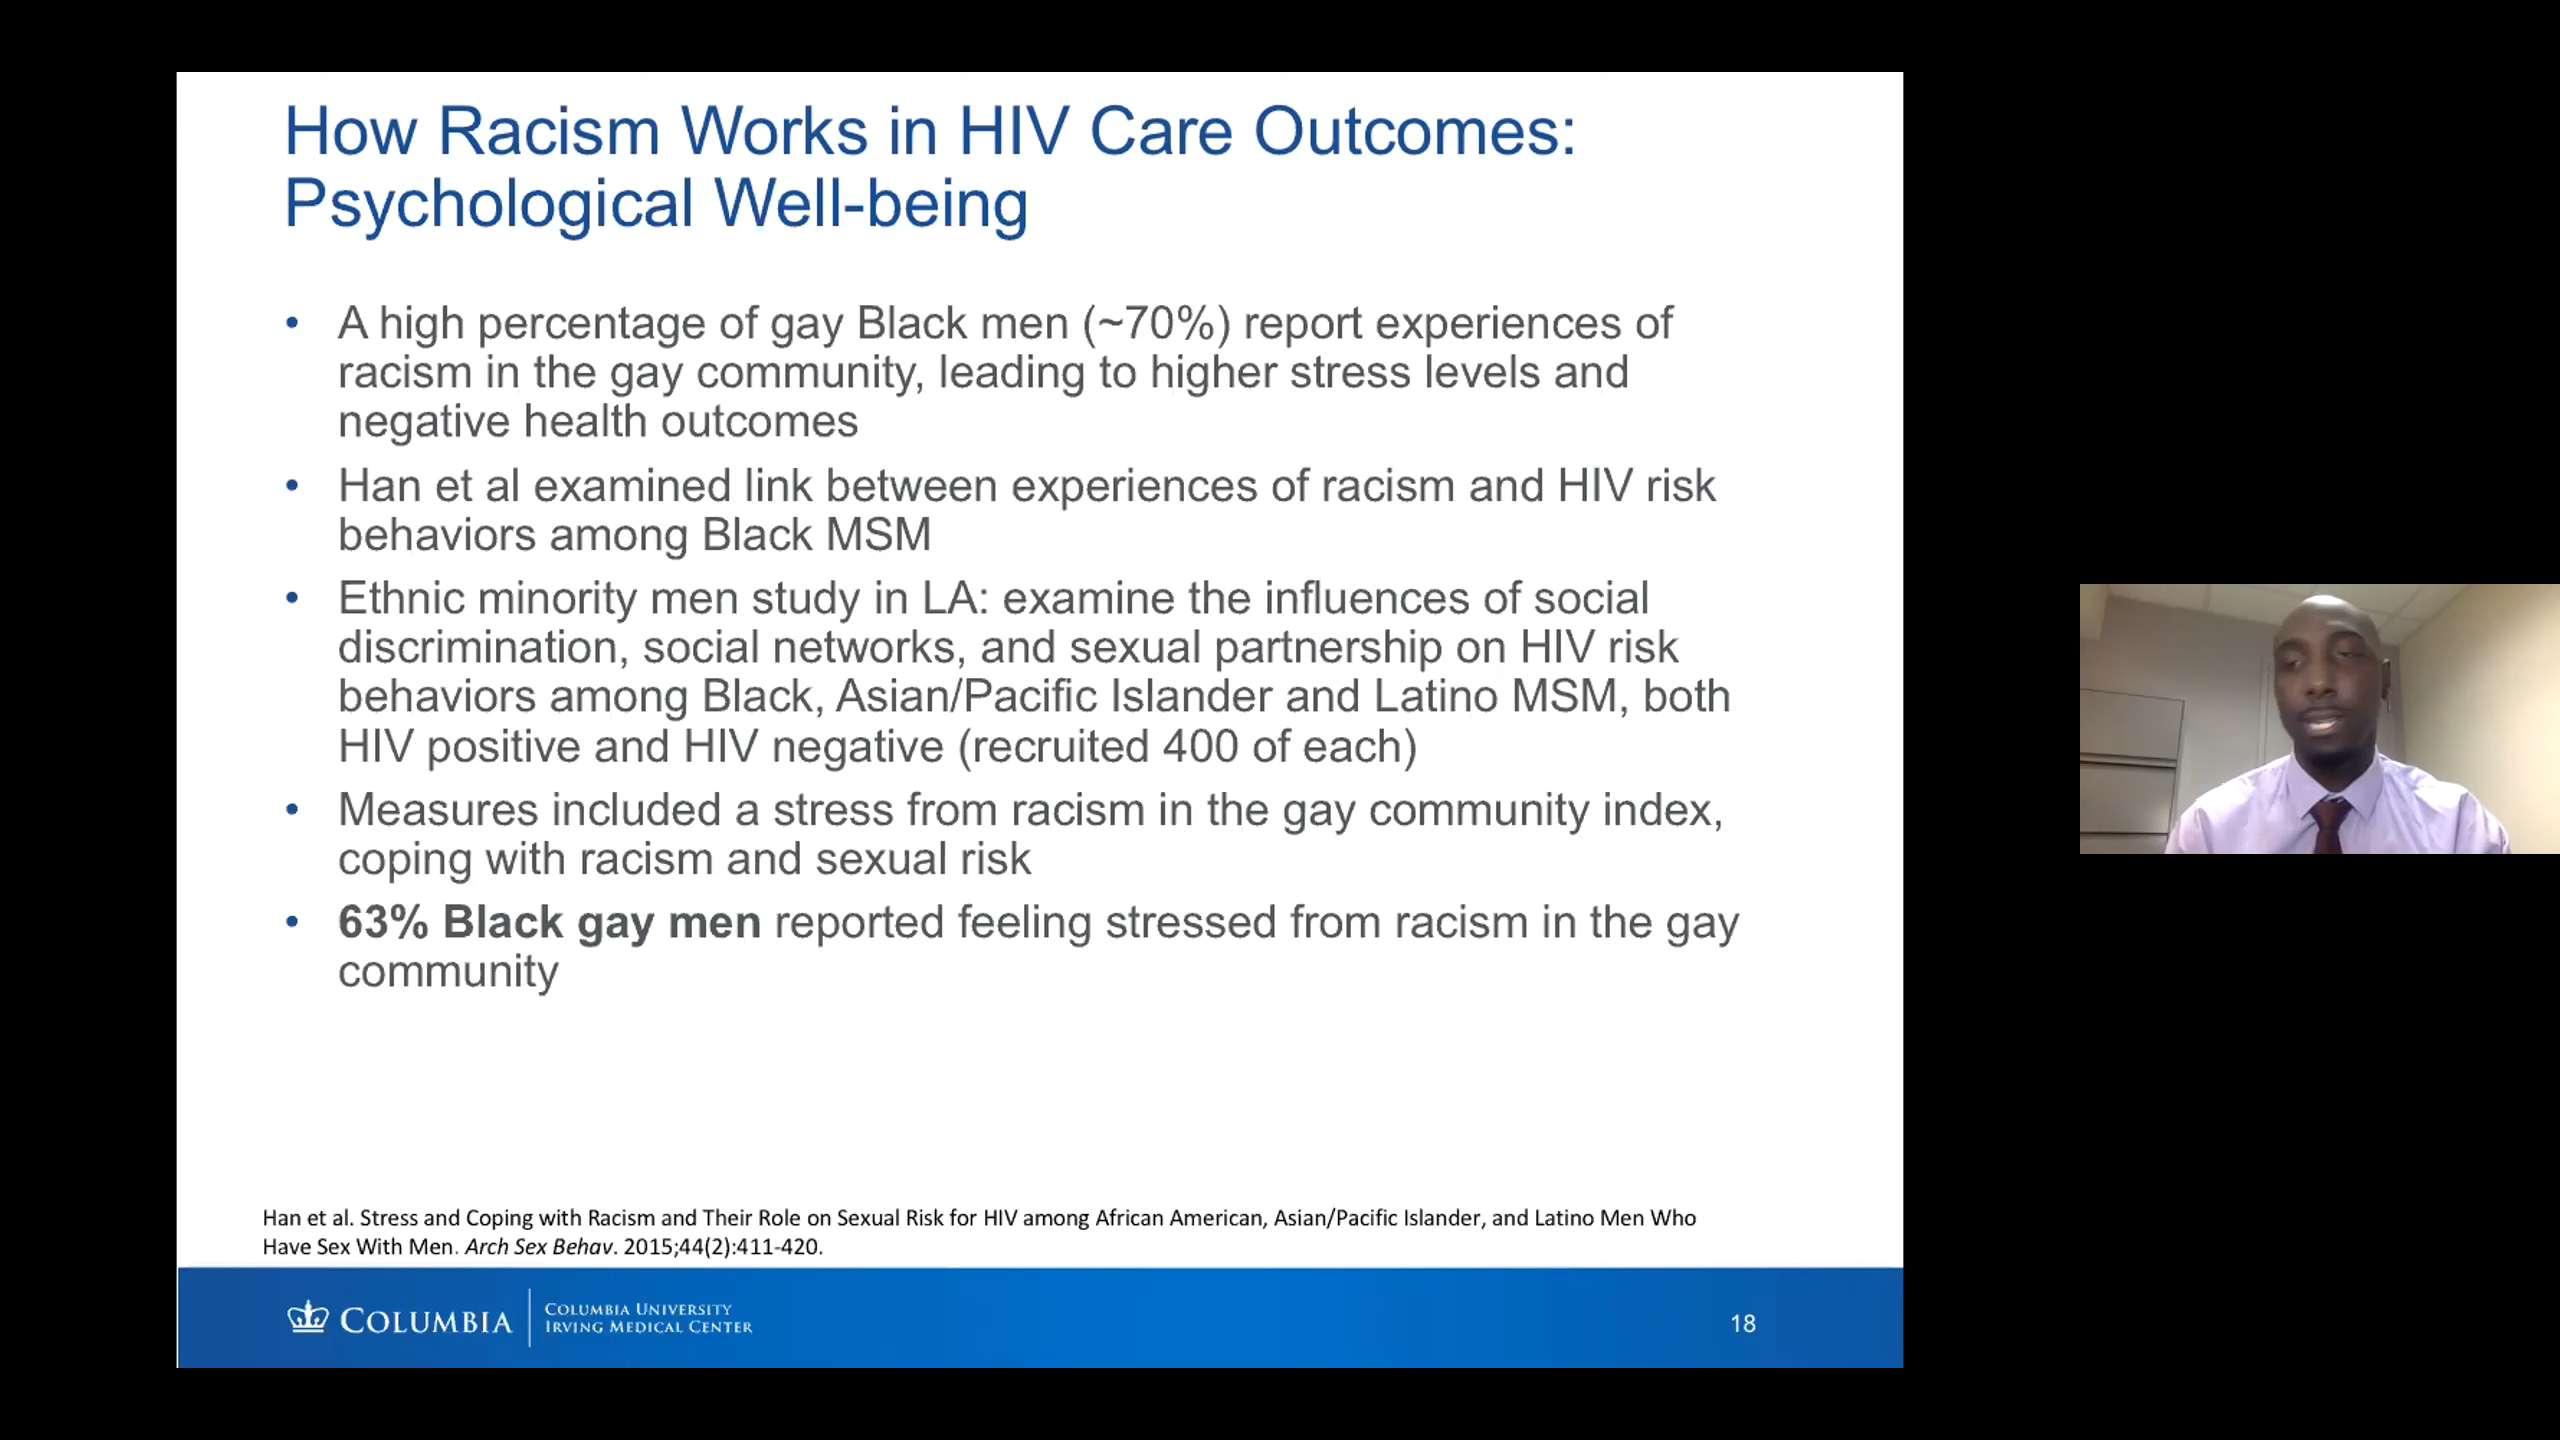 How Racism Works in HIV Care Outcomes:
Psychological Well-being
• A high percentage of gay Black men (~70%) report experiences of
racism in the gay community, leading to higher stress levels and
negative health outcomes
• Han et al examined link between experiences of racism and HIV risk
behaviors among Black MSM
• Ethnic minority men study in LA: examine the influences of social
discrimination, social networks, and sexual partnership on HIV risk
behaviors among Black, Asian/Pacific Islander and Latino MSM, both
HIV positive and HIV negative (recruited 400 of each)
• Measures included a stress from racism in the gay community index,
coping with racism and sexual risk
• 63% Black gay men reported feeling stressed from racism in the gay
community
Han et al. Stress and Coping with Racism and Their Role on Sexual Risk for HIV among African American, Asian/Pacific Islander, and Latino Men Who
Have Sex With Men. Arch Sex Behav. 2015;44(2):411-420.
COLUMBIA
COLUMBIA UNIVERSITY
IRVING MEDICAL CENTER
18